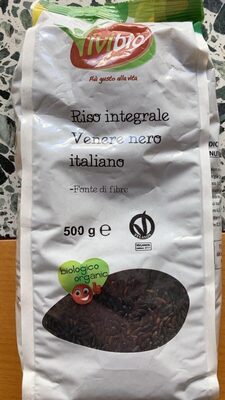 Vivibio
Più gusto alla vita
Riso integrale
Venere nero
italiano
-Fonte di fibre
500 g e
biologico
organic